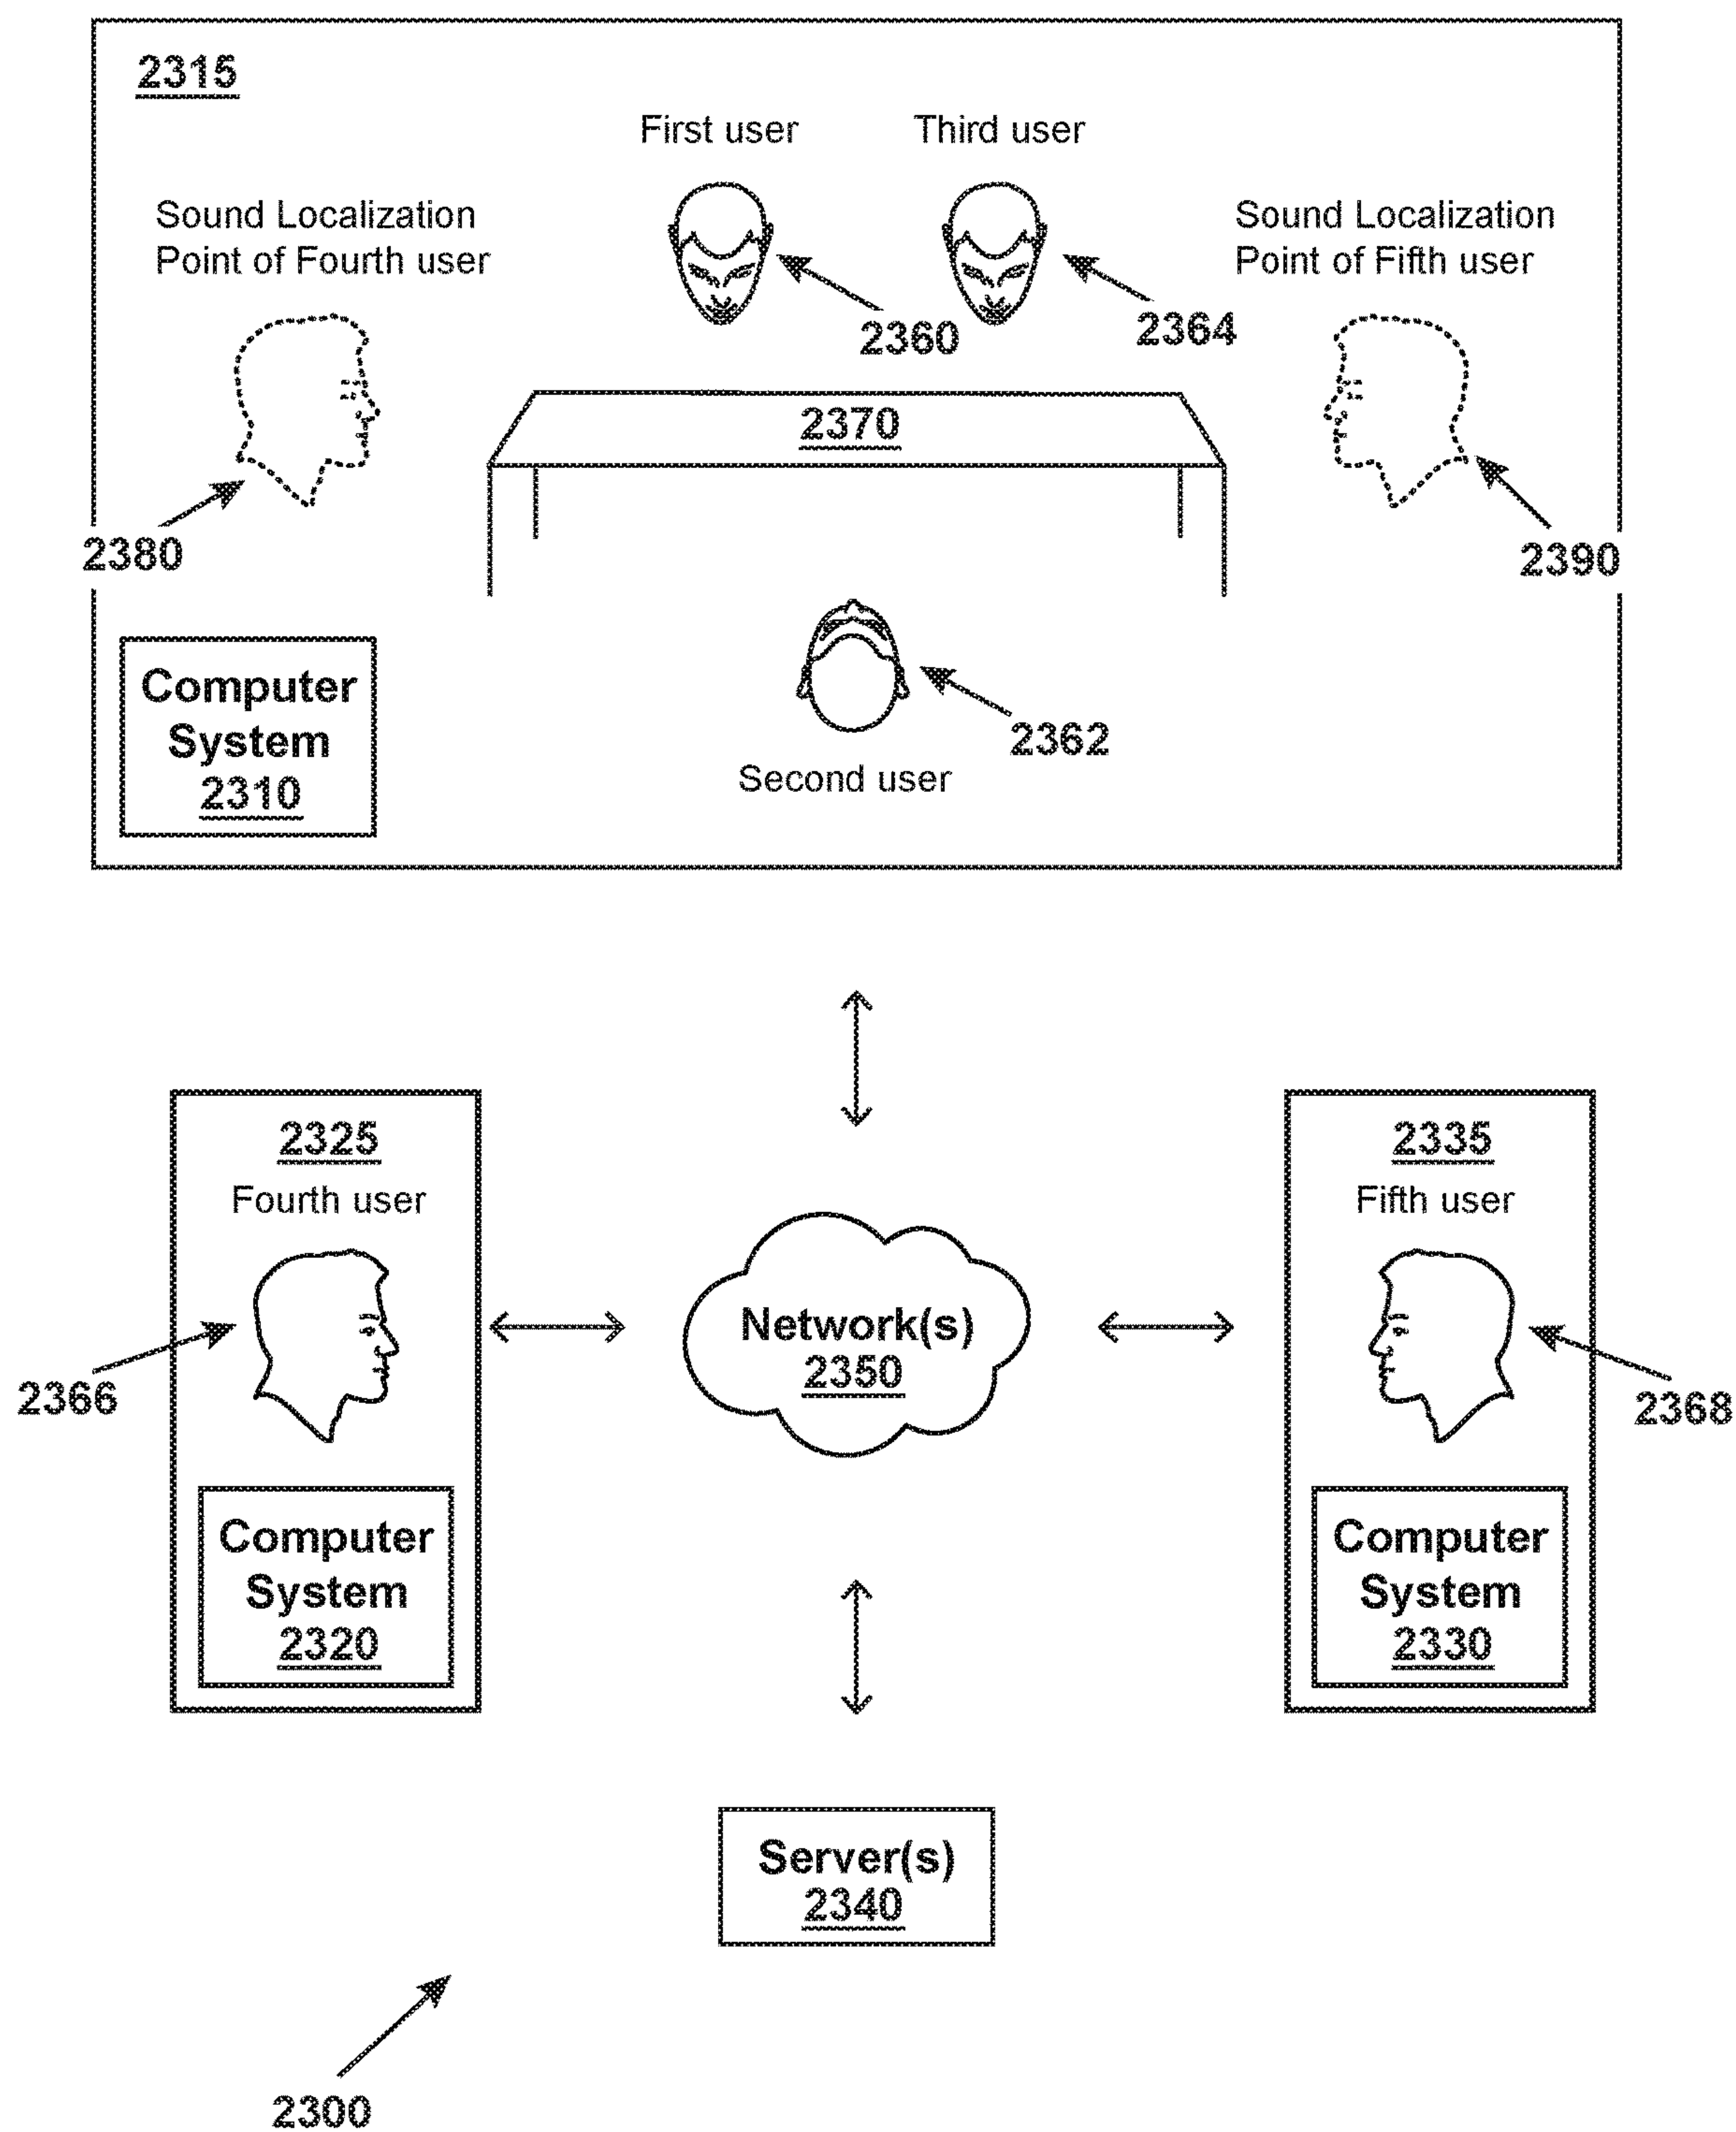 2315
First user
Third user
Sound Localization
Point of Fourth user
Sound Localization
Point of Fifth user
2360
2364
2370
2380
2390
Computer
System
2310
2362
Second user
2325
Fourth user
2335
Fifth user
Network(s)
2350
2366
2368
Computer
System
2320
Computer
System
2330
Server(s)
2340
2300